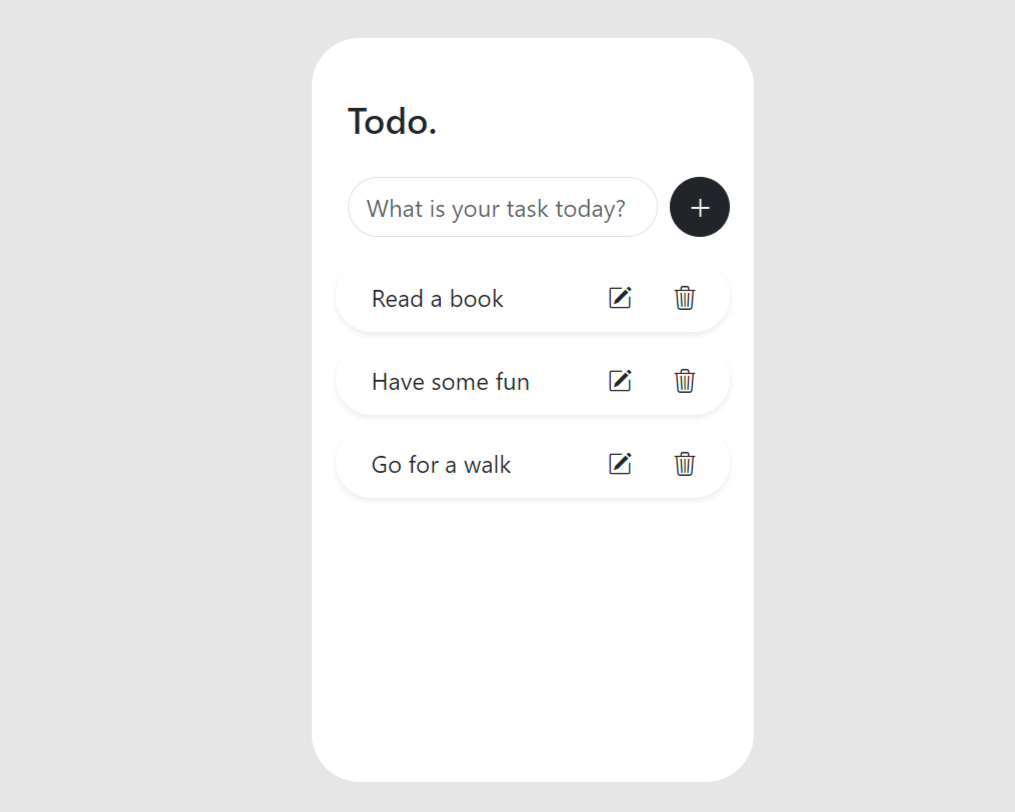 Todo.
What is your task today?
Read a book
Have some fun
Go for a walk